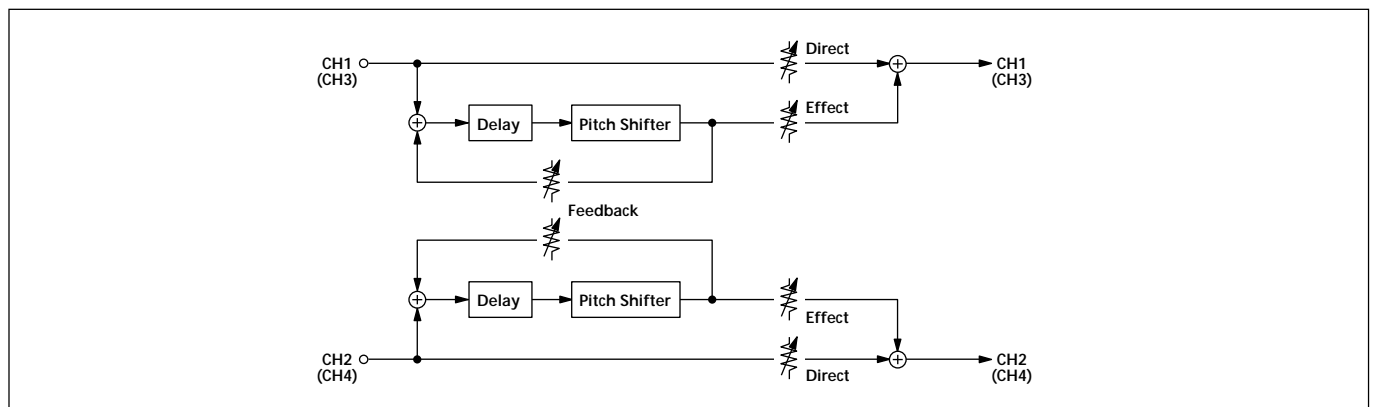 Direct
CH1
(CH3)
CH1
(CH3)
Effect
Delay
Pitch Shifter
Feedback
Delay
Pitch Shifter
Effect
CH2
(CH4)
Direct
CH2
(CH4)